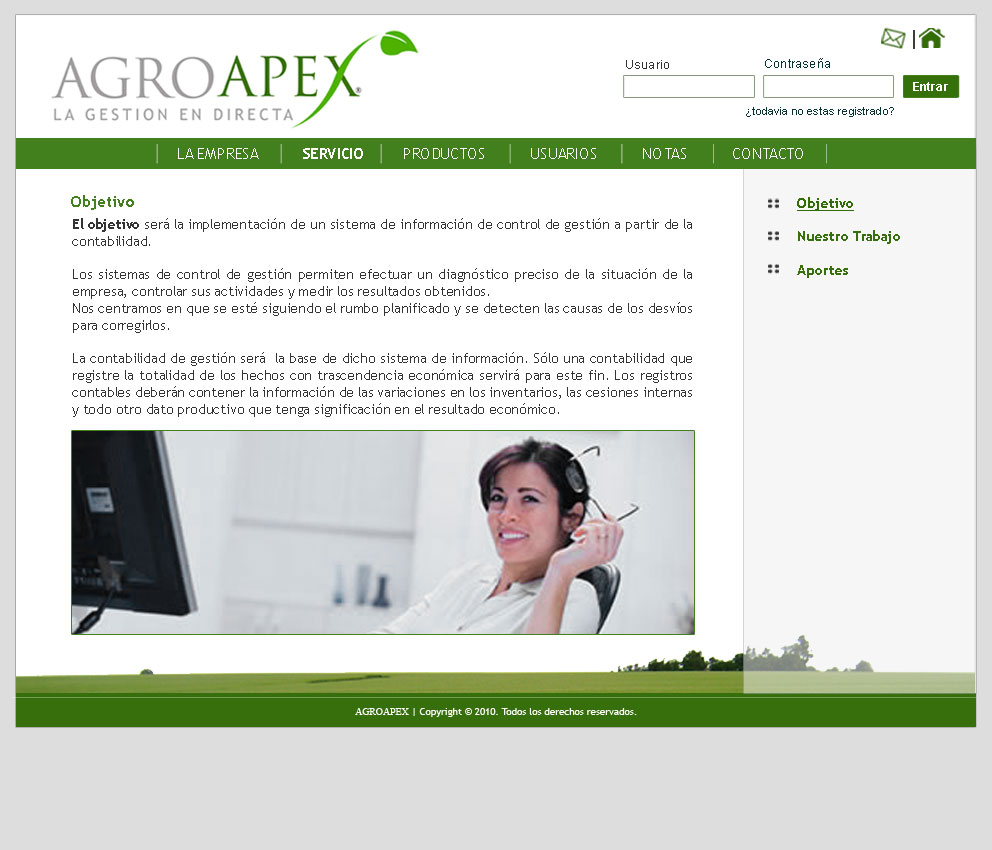 AGROAPEX®
LA GESTION EN DIRECTA
Usuario
Contraseña
Entrar
¿todavia no estas registrado?
LA EMPRESA
SERVICIO
PRODUCTOS
USUARIOS
NOTAS
CONTACTO
Objetivo
El objetivo será la implementación de un sistema de información de control de gestión a partir de la
contabilidad.
Los sistemas de control de gestión permiten efectuar un diagnóstico preciso de la situación de la
empresa, controlar sus actividades y medir los resultados obtenidos.
Nos centramos en que se esté siguiendo el rumbo planificado y se detecten las causas de los desvíos
para corregirlos.
La contabilidad de gestión será la base de dicho sistema de información. Sólo una contabilidad que
registre la totalidad de los hechos con trascendencia económica servirá para este fin. Los registros
contables deberán contener la información de las variaciones en los inventarios, las cesiones internas
y todo otro dato productivo que tenga significación en el resultado económico.
Objetivo
Nuestro Trabajo
Aportes
AGROAPEX | Copyright © 2010. Todos los derechos reservados.